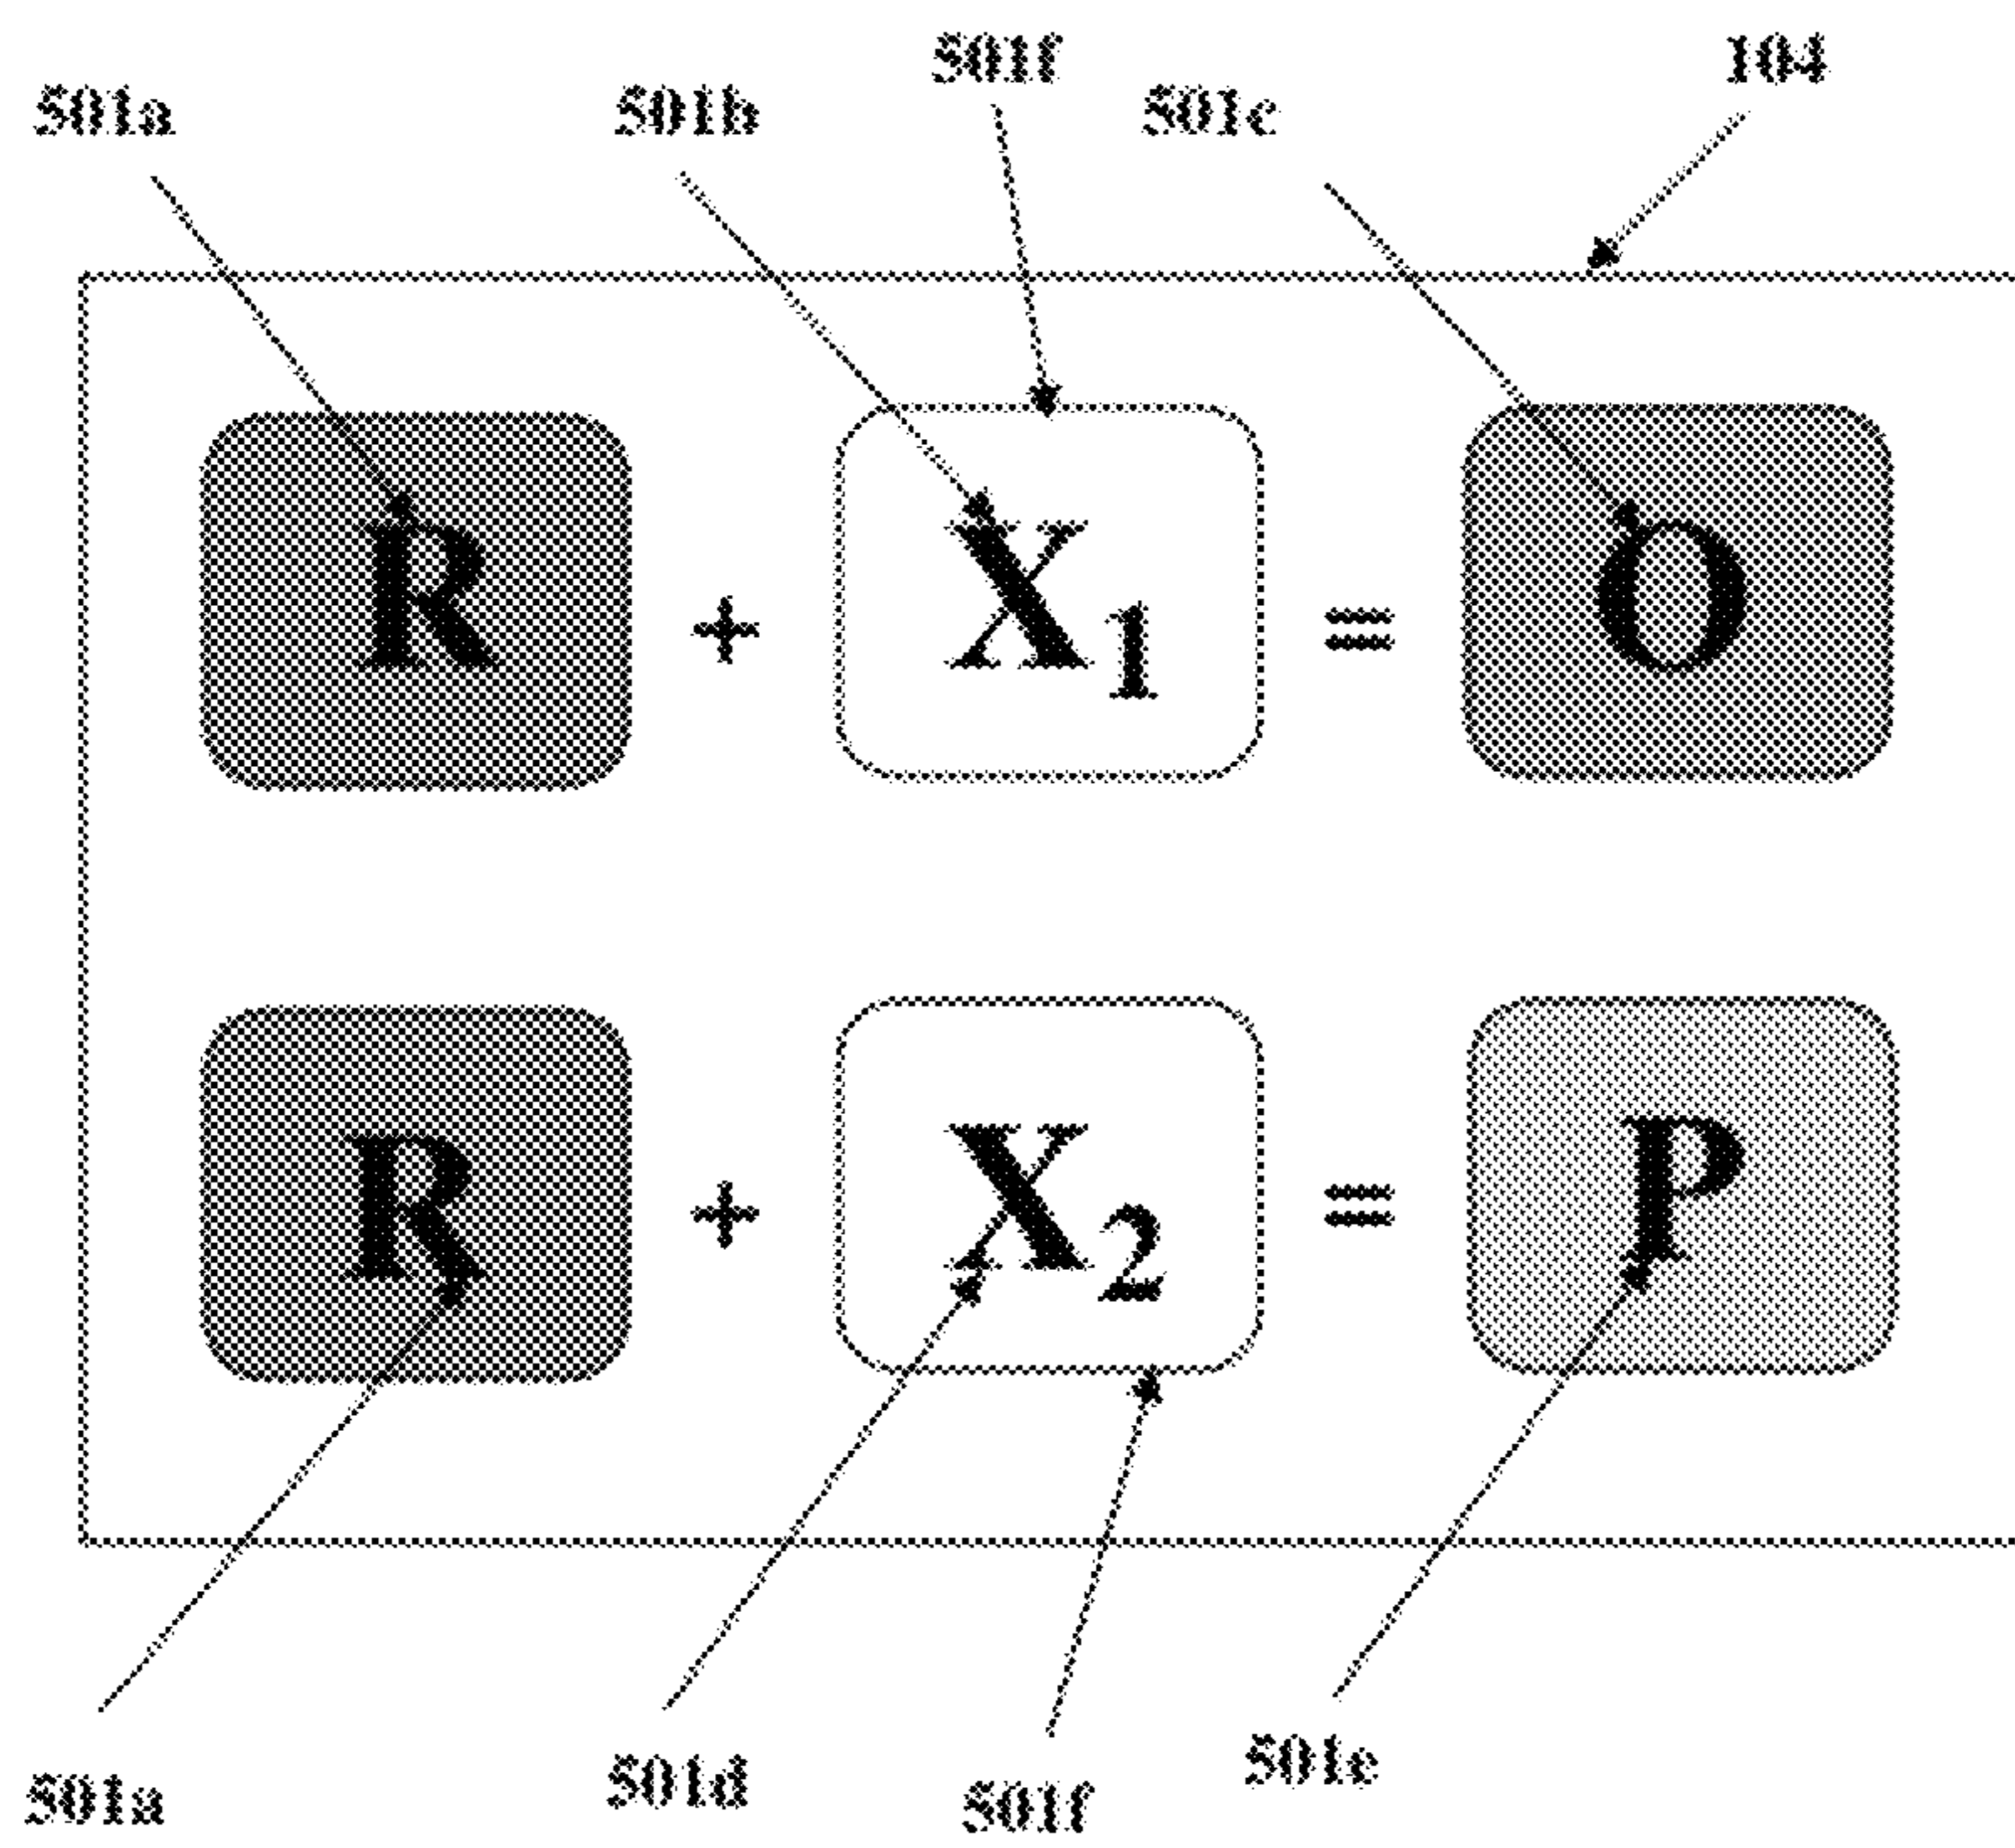 501f 104
501a 501b 501c
R + X₁ = O
R + X₂ = P
501a 501d 501f 501e